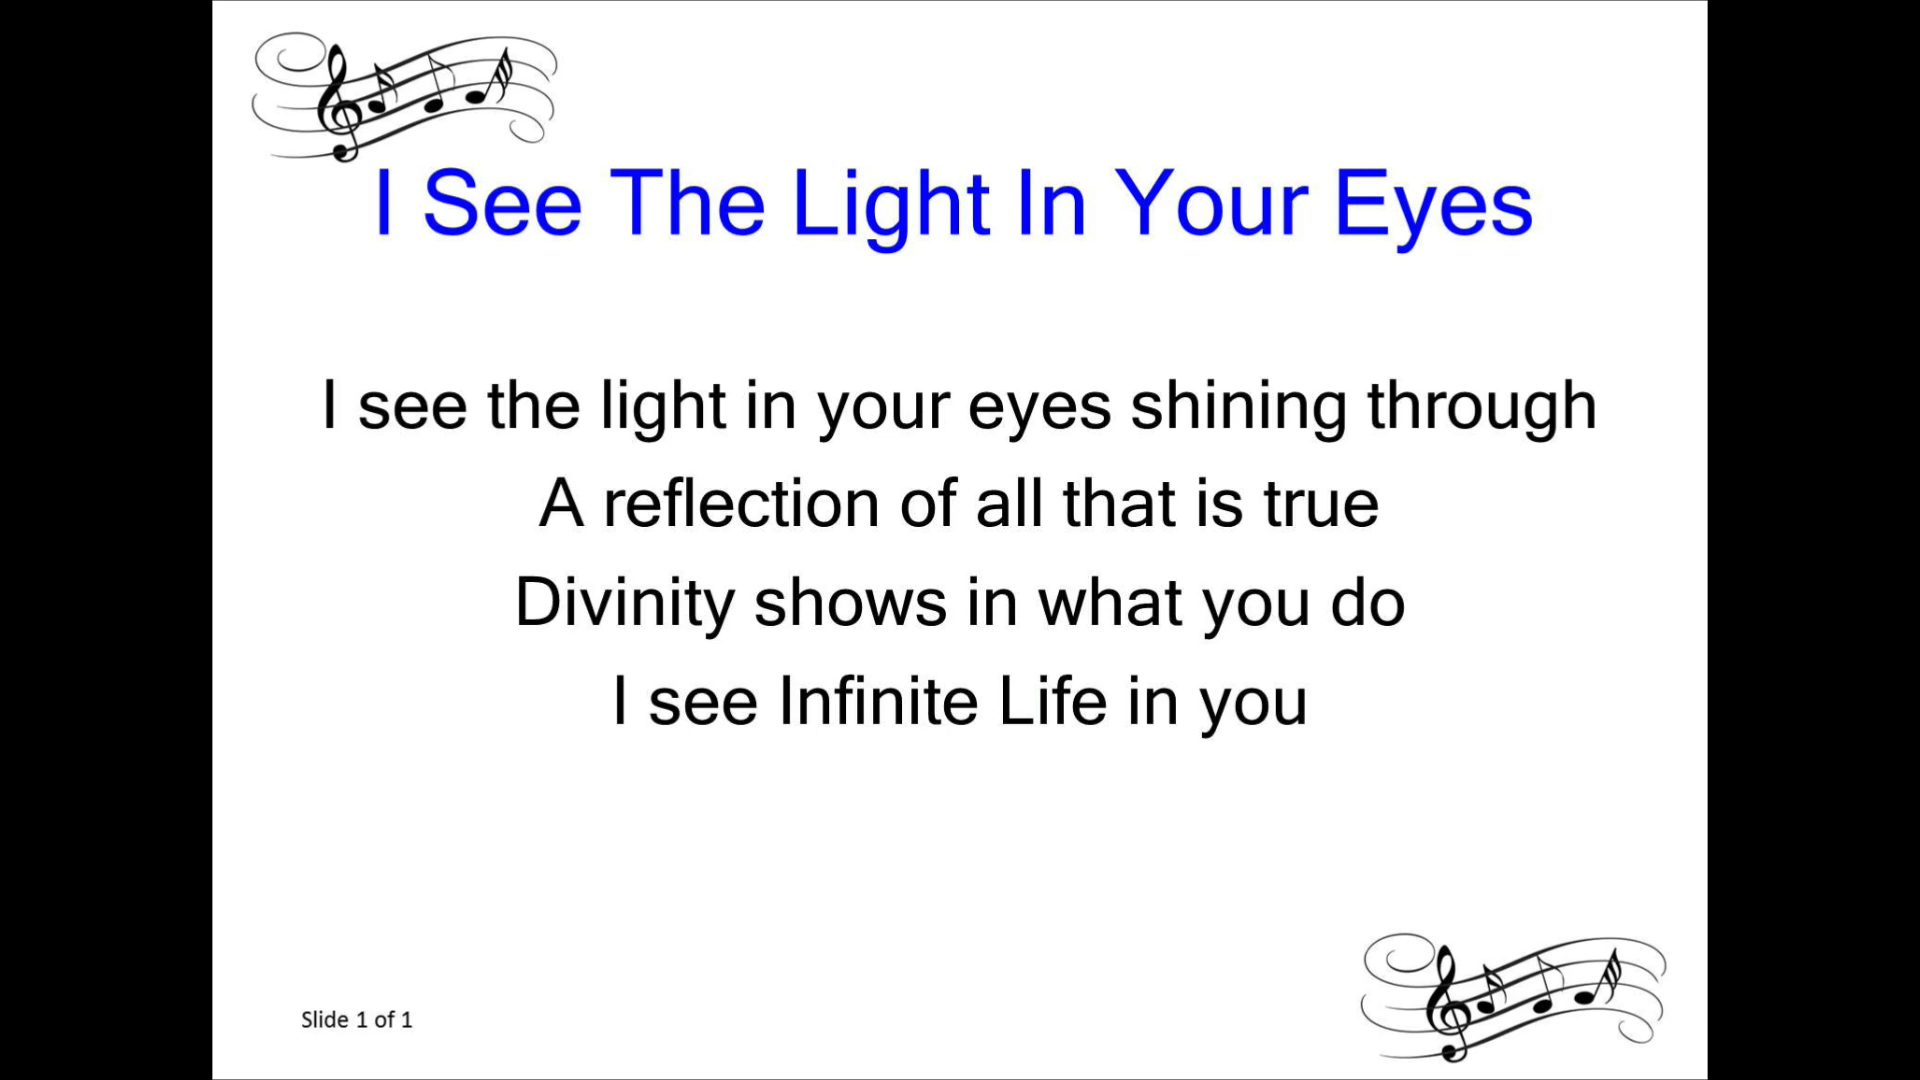 I See The Light In Your Eyes
I see the light in your eyes shining through
A reflection of all that is true
Divinity shows in what you do
I see Infinite Life in you
Slide 1 of 1